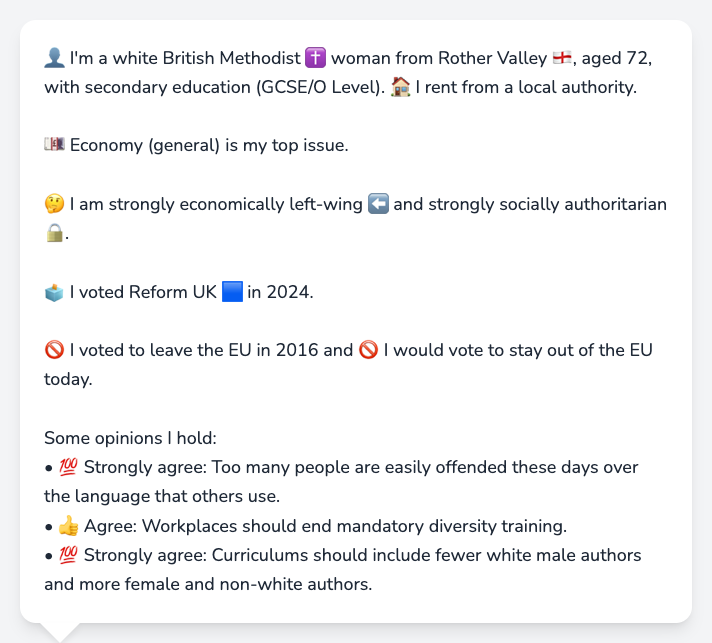 👤 I'm a white British Methodist ✝️ woman from Rother Valley 🏴󠁧󠁢󠁥󠁮󠁧󠁿, aged 72,
with secondary education (GCSE/O Level). 🏠 I rent from a local authority.
💷 Economy (general) is my top issue.
🤔 I am strongly economically left-wing ⬅️ and strongly socially authoritarian
🔒.
🗳️ I voted Reform UK 🟦 in 2024.
🚫 I voted to leave the EU in 2016 and 🚫 I would vote to stay out of the EU
today.
Some opinions I hold:
• 💯 Strongly agree: Too many people are easily offended these days over
the language that others use.
• 👍 Agree: Workplaces should end mandatory diversity training.
• 💯 Strongly agree: Curriculums should include fewer white male authors
and more female and non-white authors.